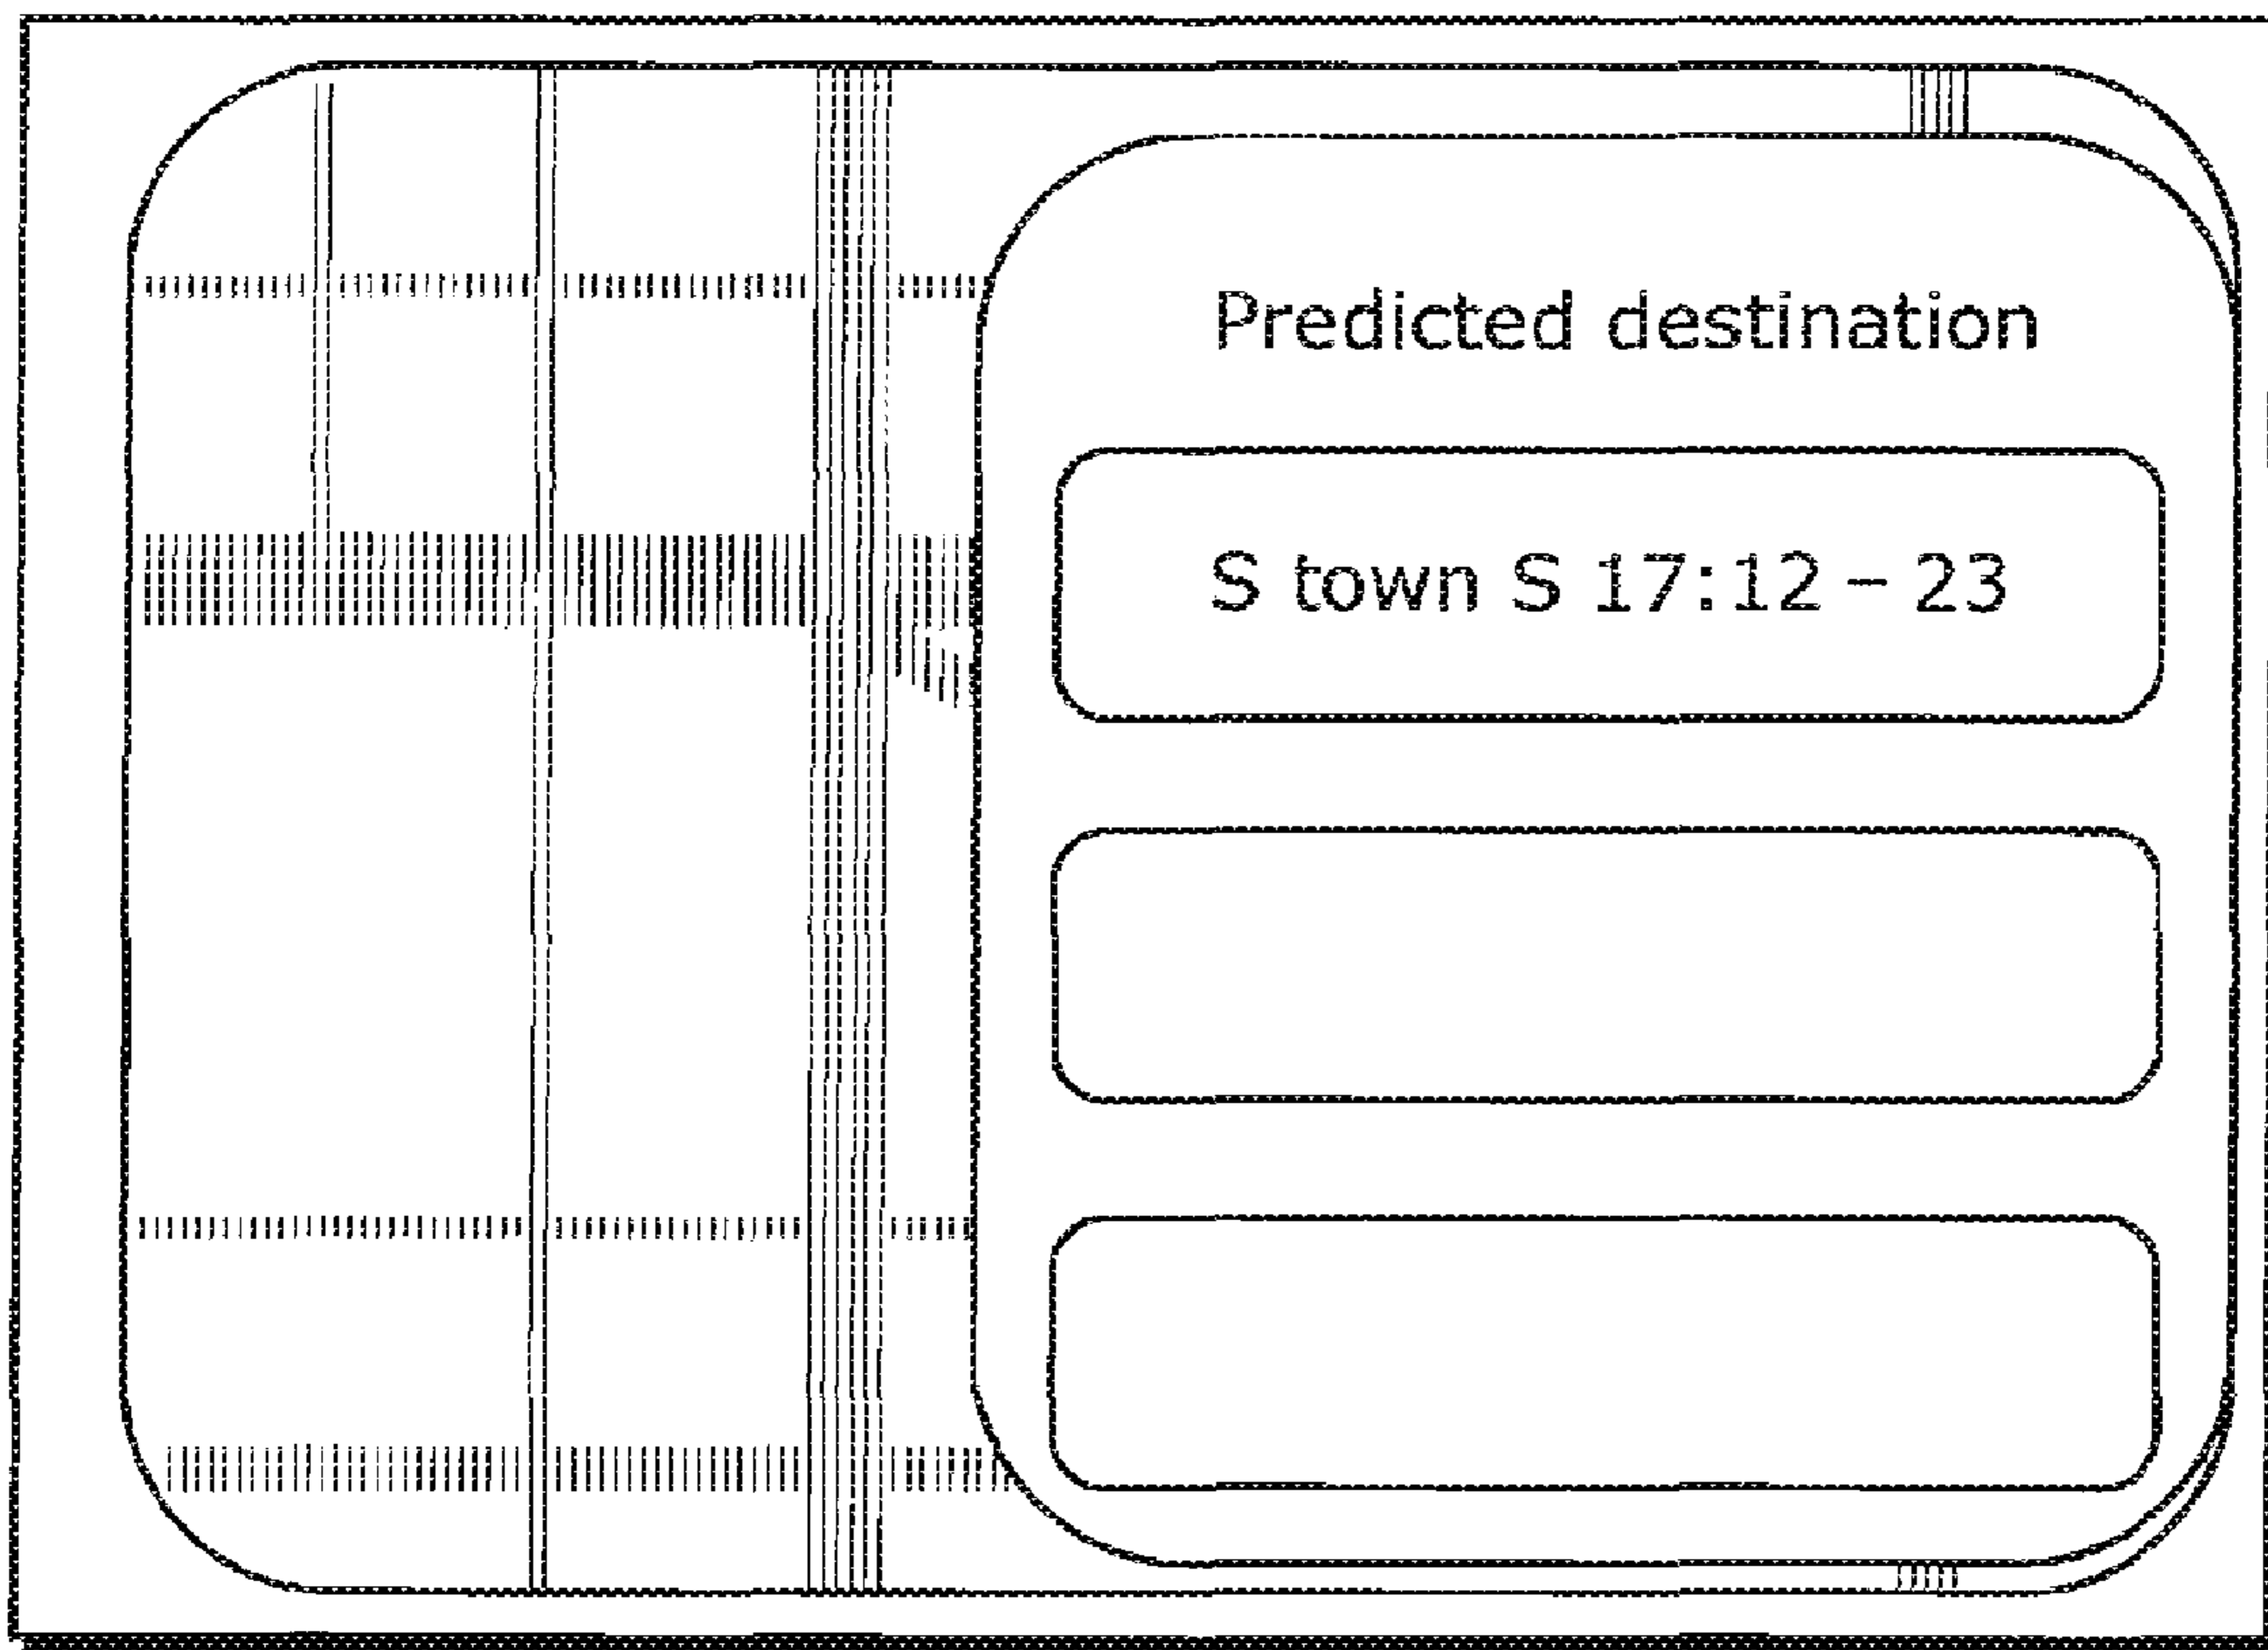 Predicted destination
S town S 17:12 – 23